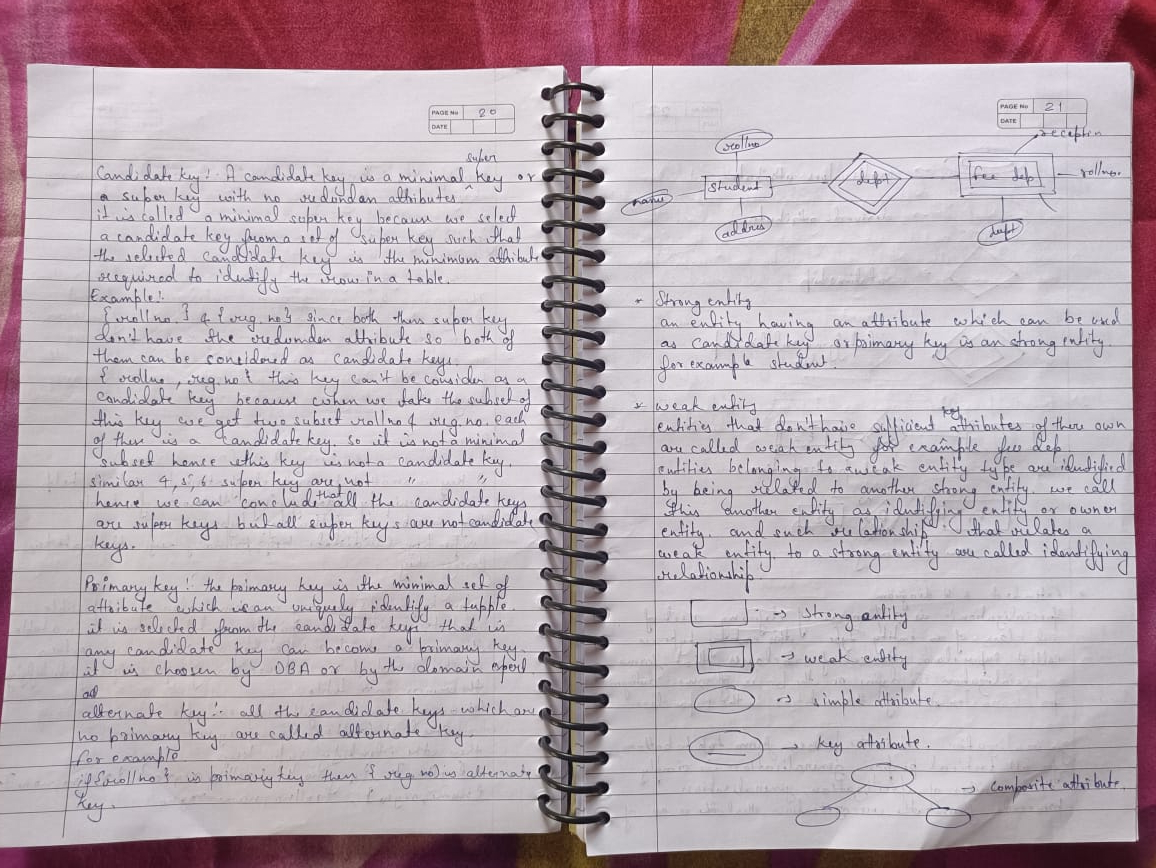 PAGE No 20
DATE
super
Candidate key: A candidate key is a minimal key or
a super key with no redundan attributes
it is called a minimal super key because we select
a candidate key from a set of super key such that
the selected candidate key is the minimum attribute
required to identify the row in a table.
Example:
{rollno.} & {reg.no} since both this super key
don't have the redumden attribute so both of
them can be considered as candidate keys.
{rollno, reg.no} this key can't be consider as a
candidate key because when we take the subset of
this key we get two subset rollno & reg.no. each
of them is a candidate key. so it is not a minimal
subset hence this key is not a candidate key.
similar 4, 5, 6 super key are not " "
hence we can conclude that all the candidate keys
are super keys but all super keys are not candidate
keys.
Primary key: the primary key is the minimal set of
attribute which is an uniquely identify a tupple
it is selected from the candidate keys that is
any candidate key can become a primary key.
it is choosen by DBA or by the domain
alternate key: all the candidate keys which are
no primary key are called alternate key.
for example
if {rollno} is primary key then {reg no} is alternate
key.
PAGE No 21
DATE
rollno
student
name
address
dept
fee dep
rollno.
dept
* Strong entity
an entity having an attribute which can be used
as candidate key or primary key is an strong entity.
for example student.
* weak entity
entities that don't have sufficient key attributes of there own
are called weak entity for example fee dep.
entities belonging to a weak entity type are identified
by being related to another strong entity we call
this another entity as identifying entity or owner
entity. and such relationship that relates a
weak entity to a strong entity are called identifying
relationship.
→ strong entity
→ weak entity
→ simple attribute.
→ key attribute.
→ composite attribute.